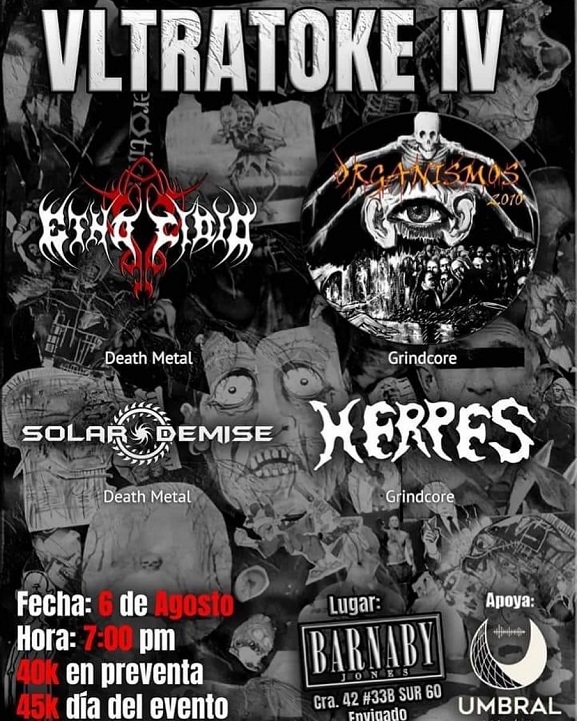 VLTRATOKE IV
ETNOCIDIO
ORGANISMOS
2010
Death Metal
Grindcore
SOLAR DEMISE
HERPES
Death Metal
Grindcore
Fecha: 6 de Agosto
Hora: 7:00 pm
40k en preventa
45k día del evento
Lugar:
BARNABY
JONES
Cra. 42 #33B SUR 60
Envigado
Apoya:
UMBRAL